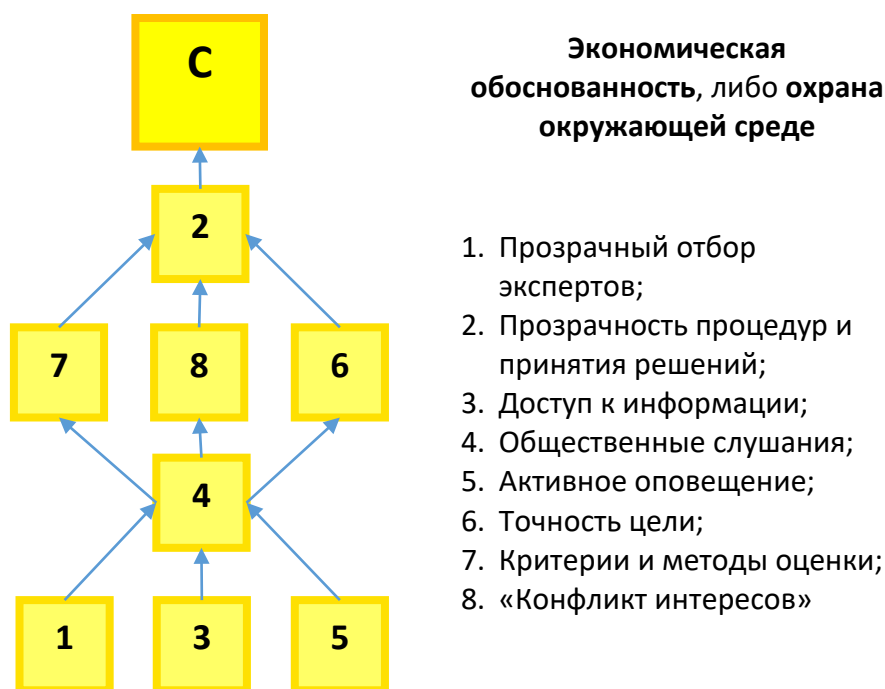 С
Экономическая
обоснованность, либо охрана
окружающей среде
2
7 8 6
4
1 3 5
1. Прозрачный отбор
экспертов;
2. Прозрачность процедур и
принятия решений;
3. Доступ к информации;
4. Общественные слушания;
5. Активное оповещение;
6. Точность цели;
7. Критерии и методы оценки;
8. «Конфликт интересов»